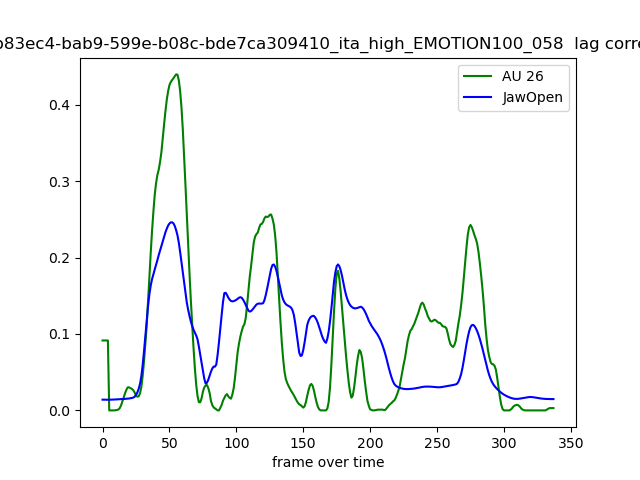 b83ec4-bab9-599e-b08c-bde7ca309410_ita_high_EMOTION100_058 lag corre
AU 26
JawOpen
0.4
0.3
0.2
0.1
0.0
0 50 100 150 200 250 300 350
frame over time